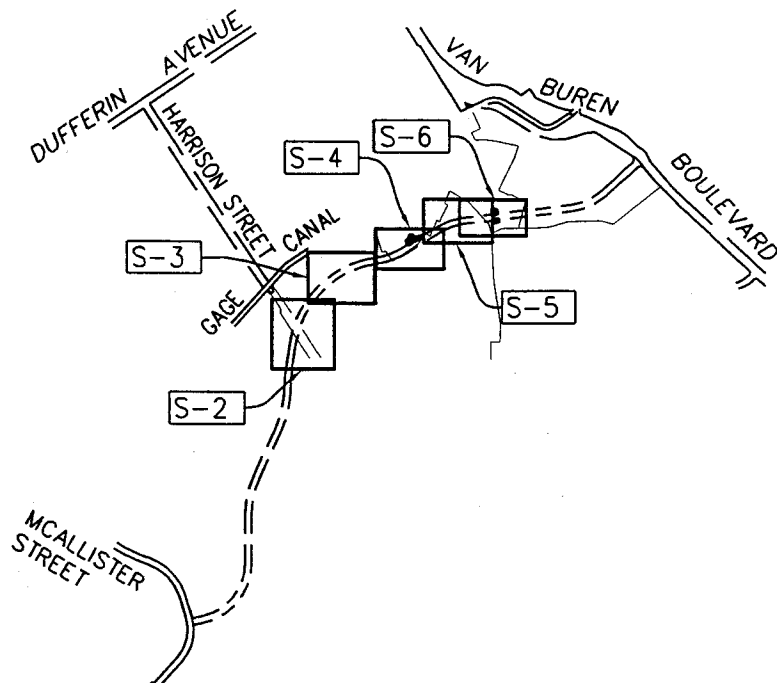 DUFFERIN AVENUE
VAN BUREN BOULEVARD
HARRISON STREET
S-6
S-4
GAGE CANAL
S-3
S-5
S-2
MCALLISTER
STREET